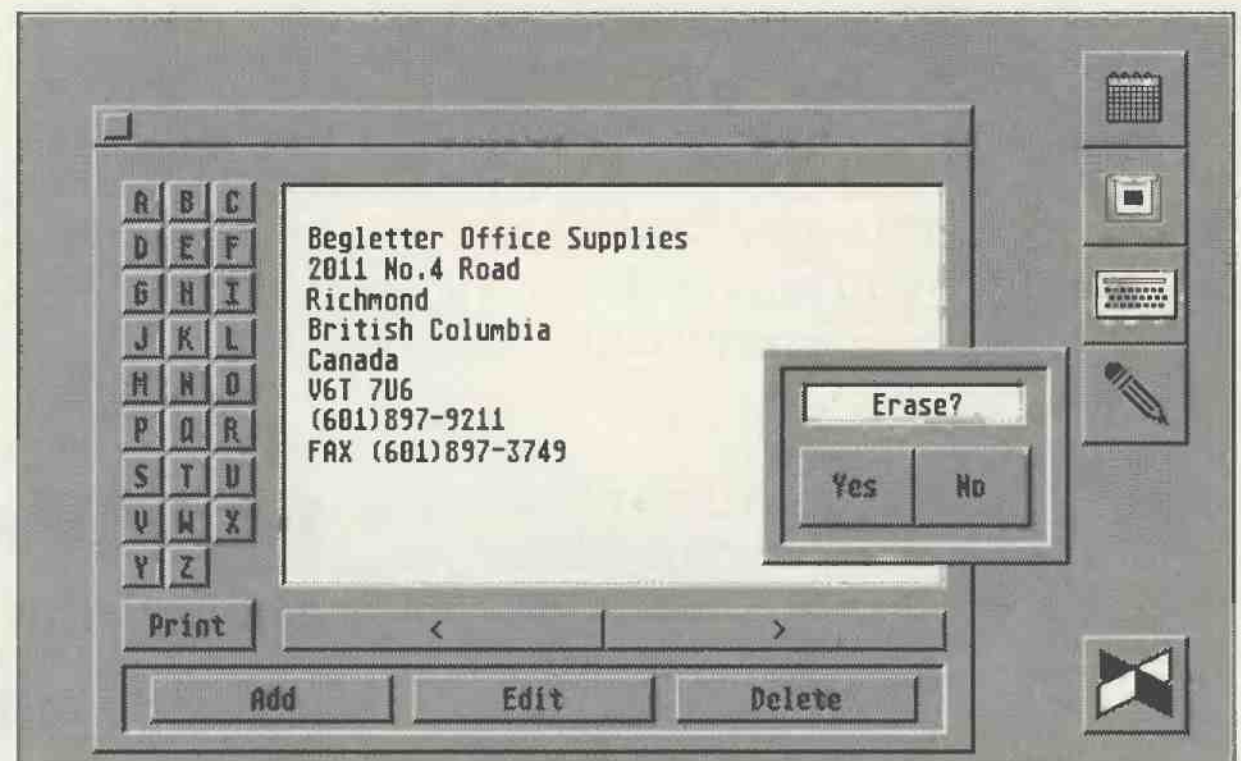 A B C
D E F
G H I
J K L
M N O
P Q R
S T U
V W X
Y Z
Begletter Office Supplies
2011 No.4 Road
Richmond
British Columbia
Canada
V6T 7U6
(601)897-9211
FAX (601)897-3749
Erase?
Yes No
Print < >
Add Edit Delete